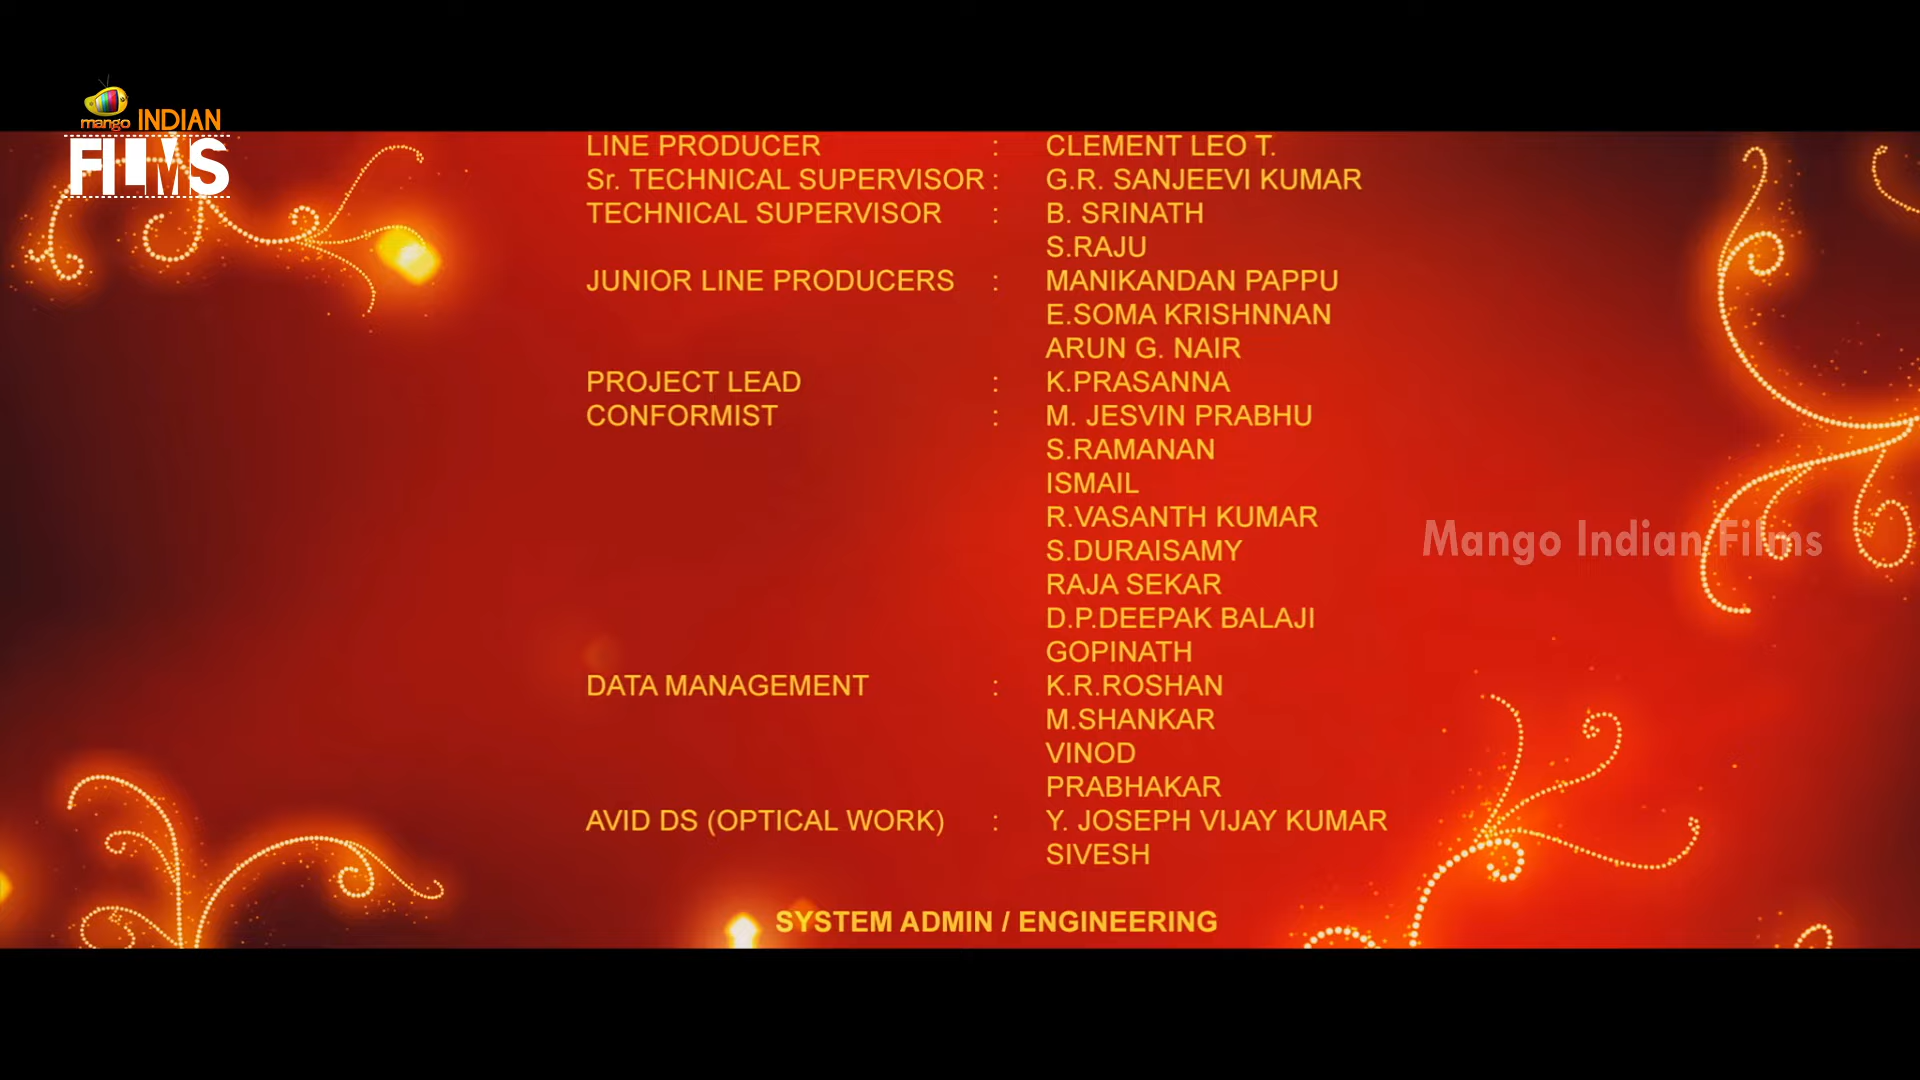 mango INDIAN
FILMS
LINE PRODUCER : CLEMENT LEO T.
Sr. TECHNICAL SUPERVISOR : G.R. SANJEEVI KUMAR
TECHNICAL SUPERVISOR : B. SRINATH
S.RAJU
JUNIOR LINE PRODUCERS : MANIKANDAN PAPPU
E.SOMA KRISHNNAN
ARUN G. NAIR
PROJECT LEAD : K.PRASANNA
CONFORMIST : M. JESVIN PRABHU
S.RAMANAN
ISMAIL
R.VASANTH KUMAR
S.DURAISAMY
RAJA SEKAR
D.P.DEEPAK BALAJI
GOPINATH
DATA MANAGEMENT : K.R.ROSHAN
M.SHANKAR
VINOD
PRABHAKAR
AVID DS (OPTICAL WORK) : Y. JOSEPH VIJAY KUMAR
SIVESH
SYSTEM ADMIN / ENGINEERING
Mango Indian Films